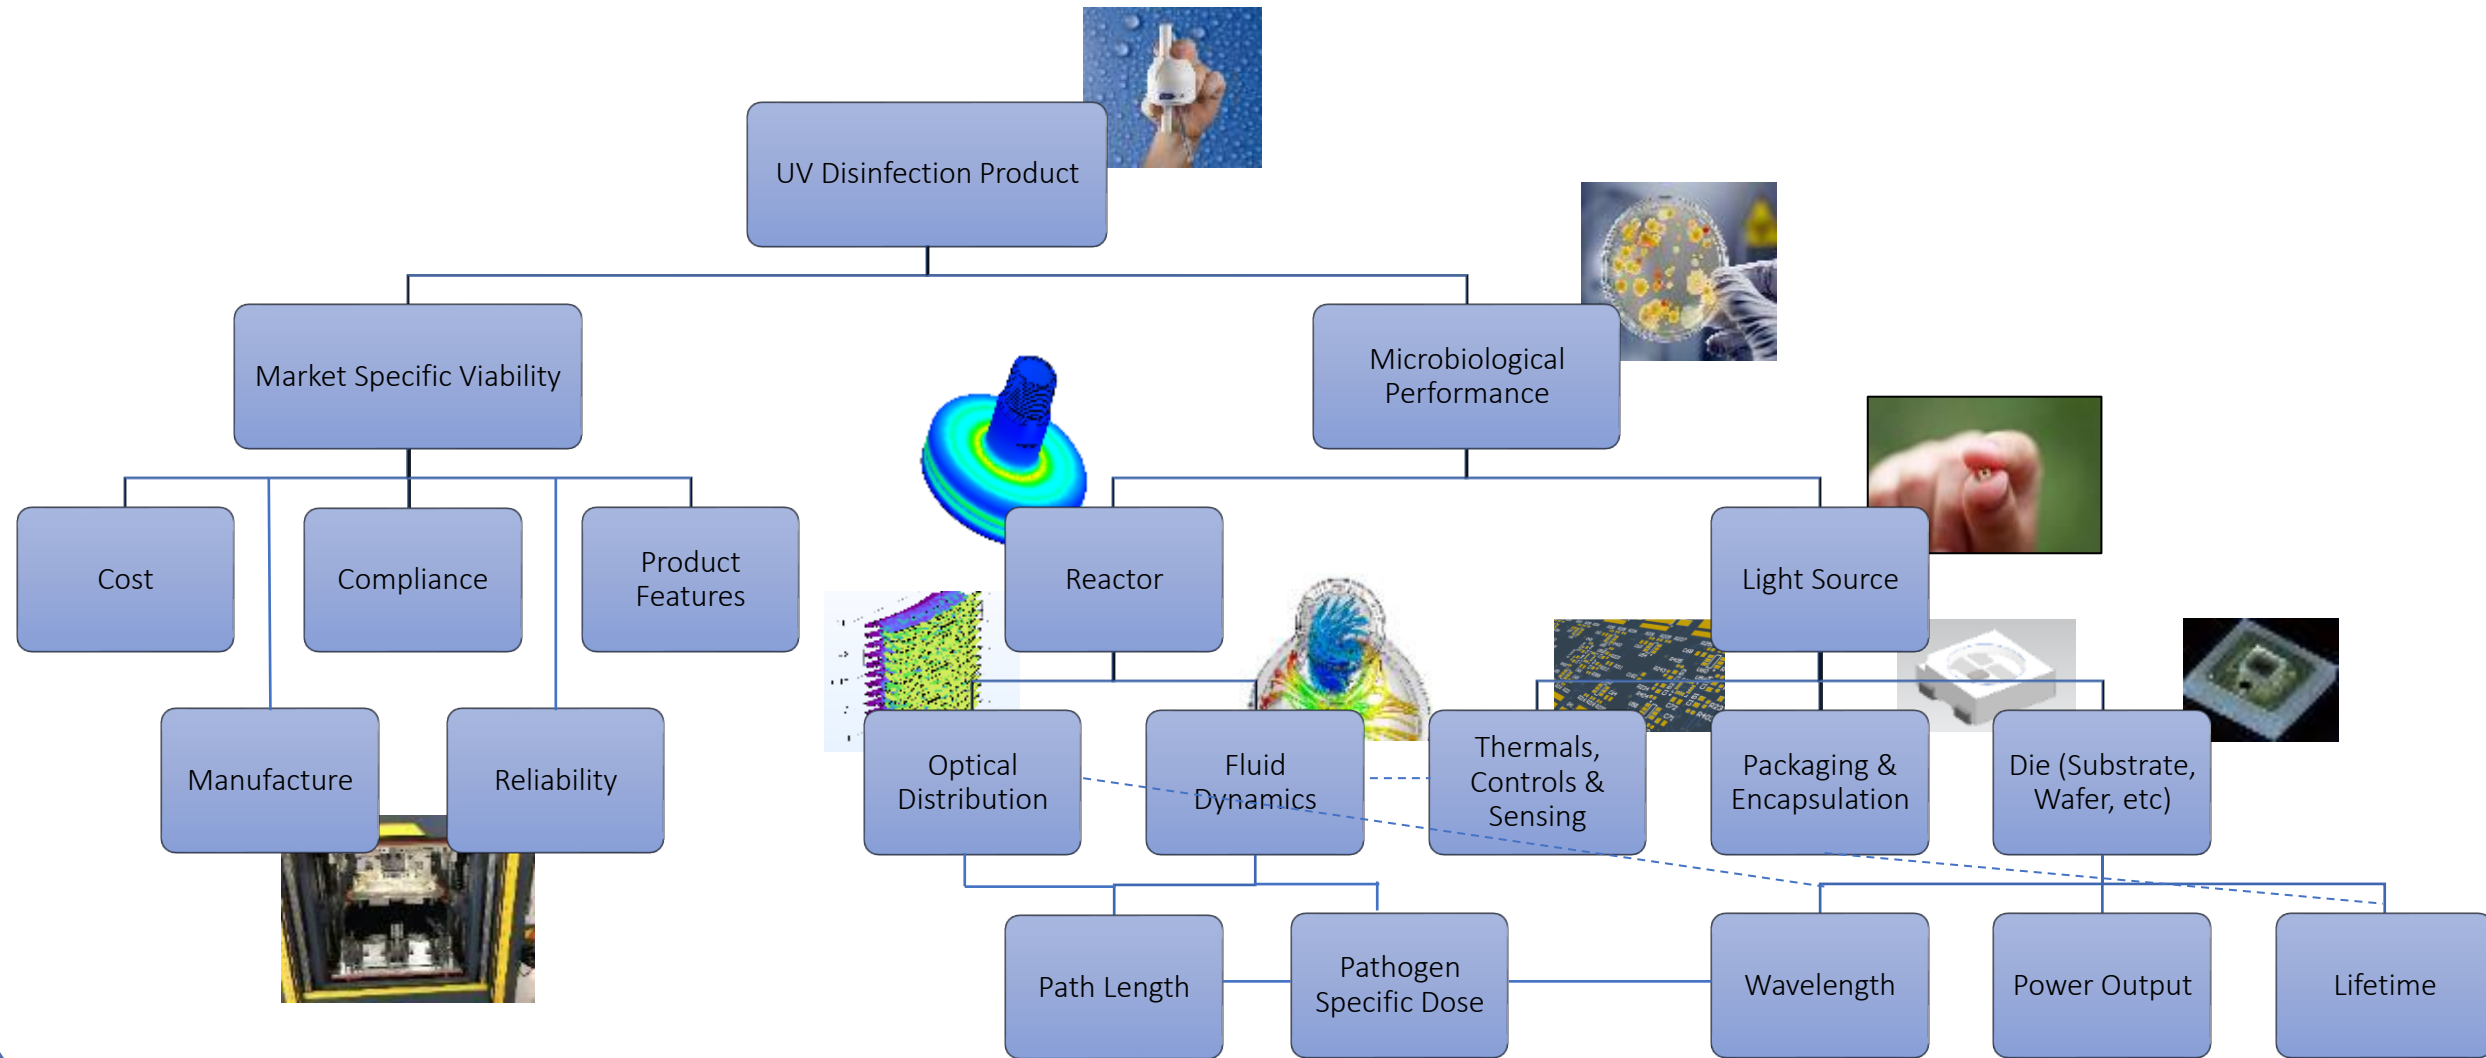 UV Disinfection Product
Market Specific Viability
Microbiological
Performance
Cost
Compliance
Product
Features
Reactor
Light Source
Manufacture
Reliability
Optical
Distribution
Fluid
Dynamics
Thermals,
Controls &
Sensing
Packaging &
Encapsulation
Die (Substrate,
Wafer, etc)
Path Length
Pathogen
Specific Dose
Wavelength
Power Output
Lifetime